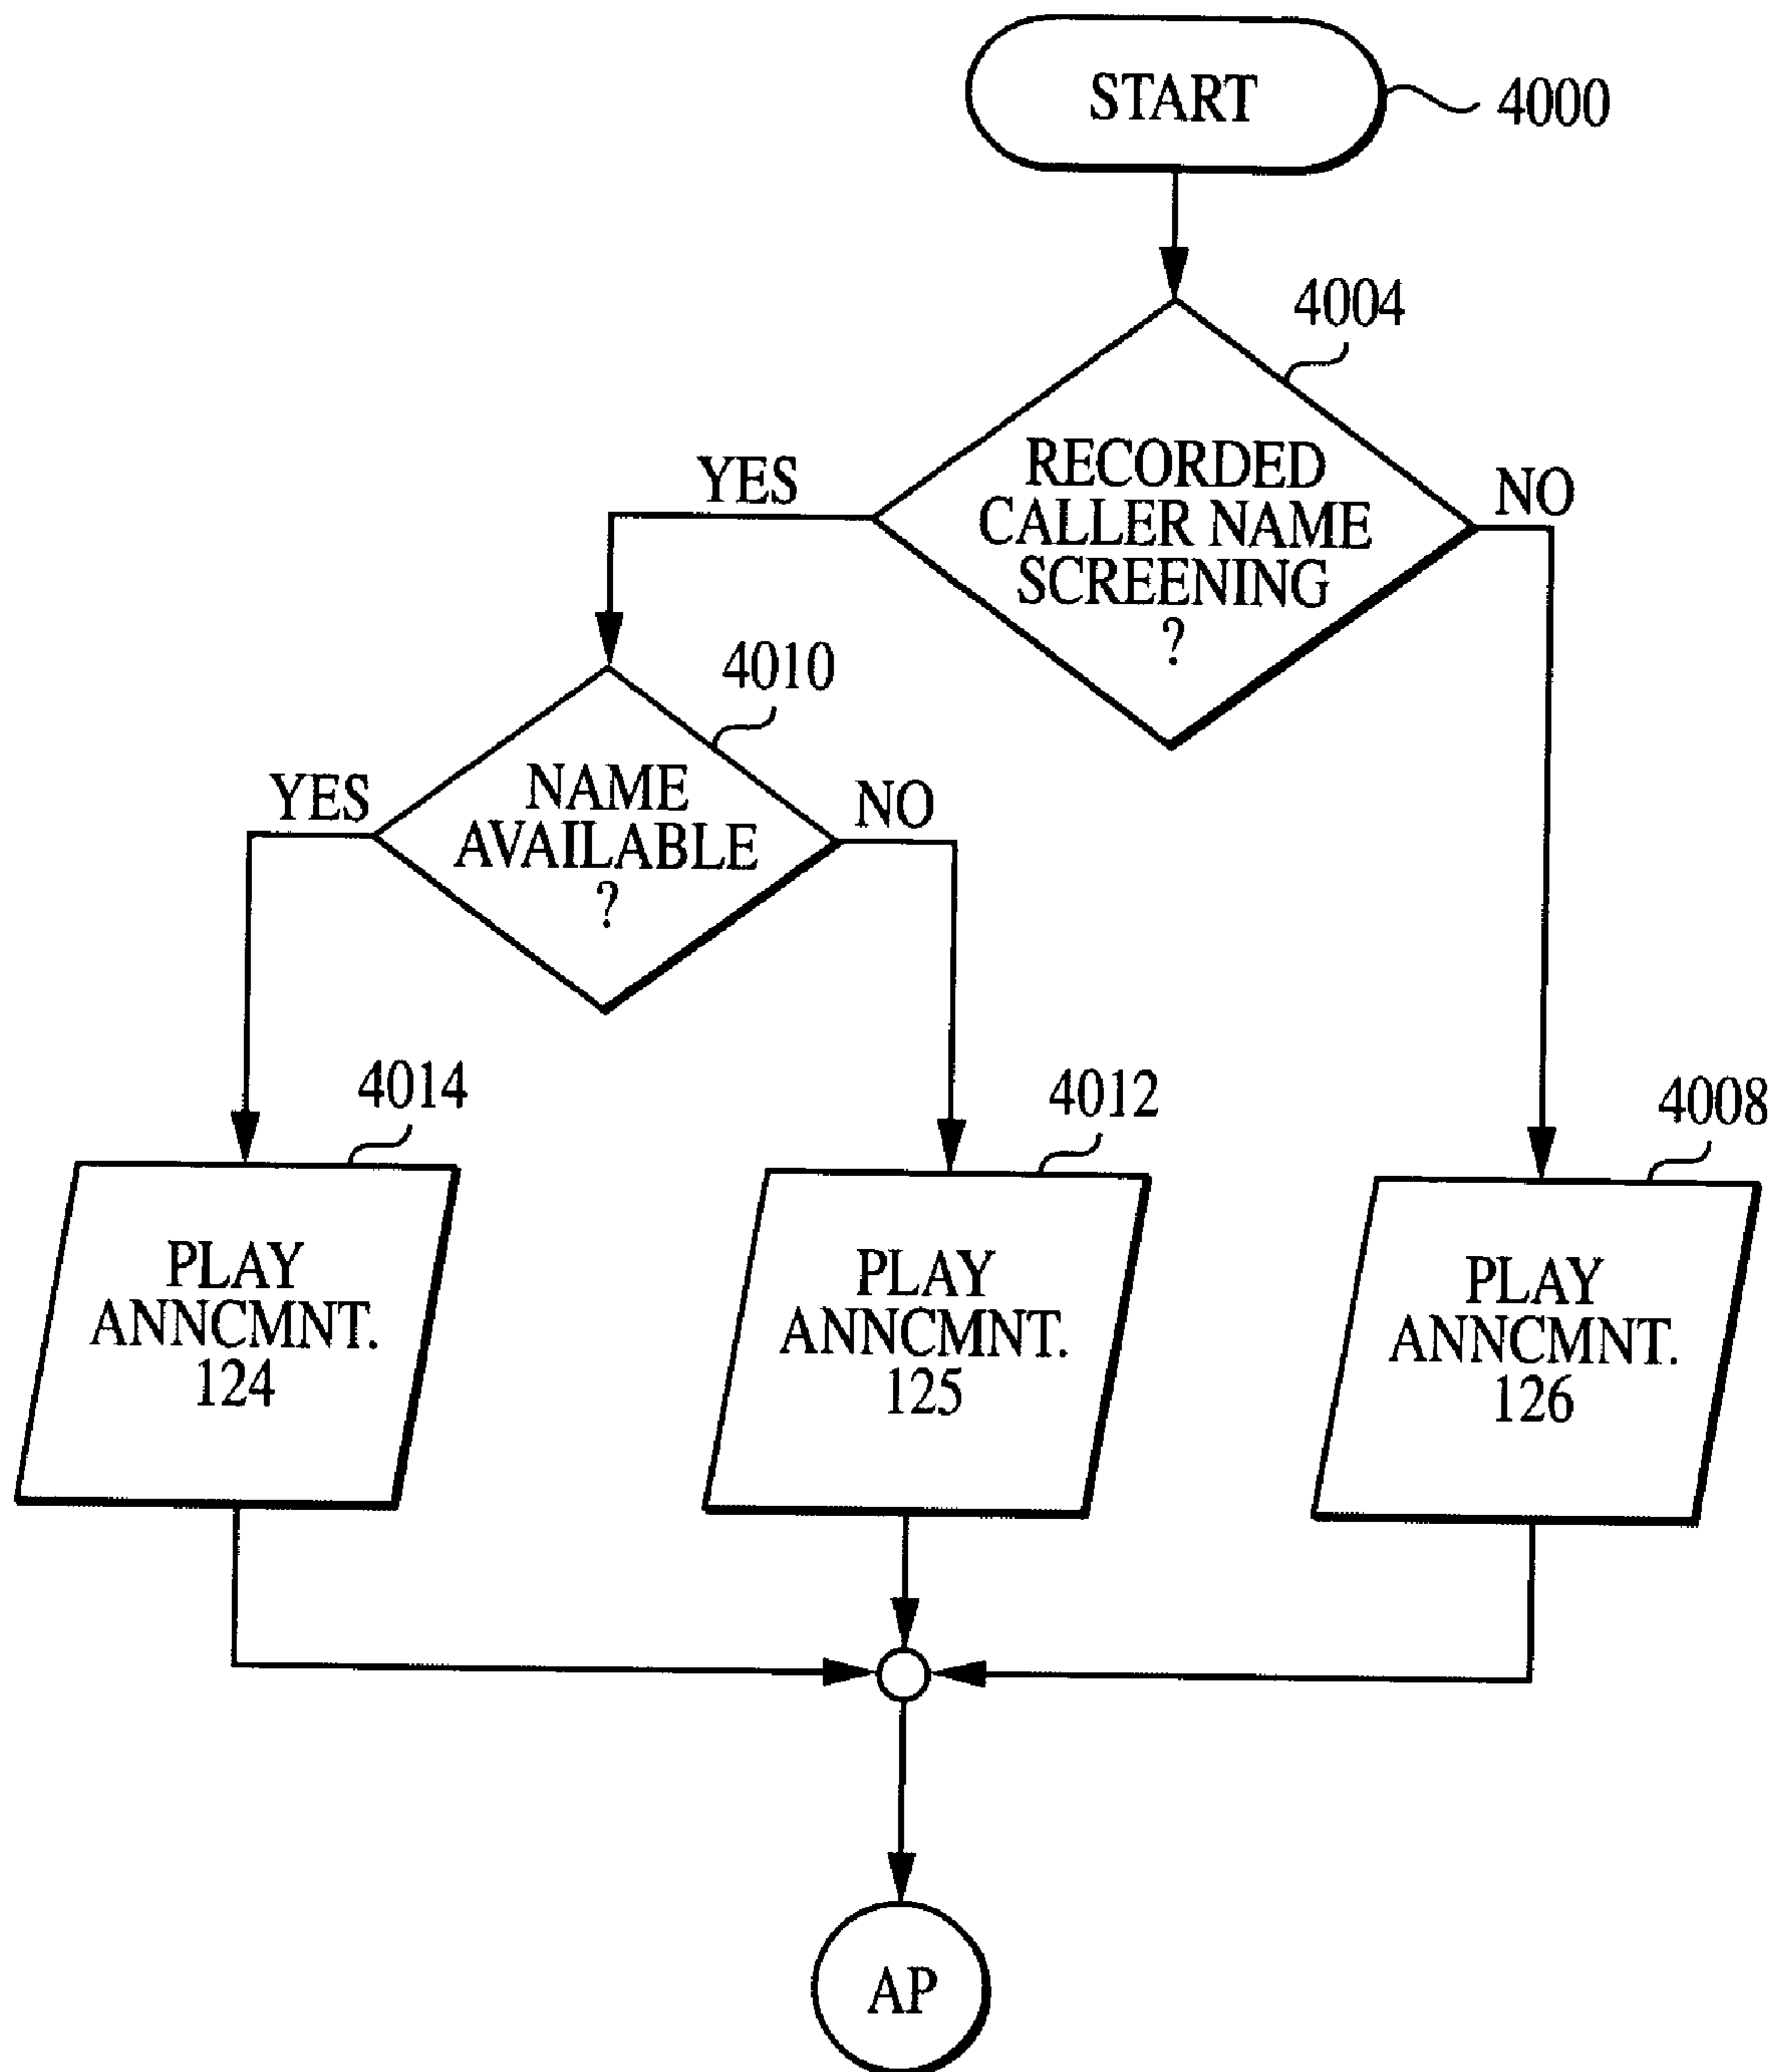 START
4000
4004
RECORDED
CALLER NAME
SCREENING
?
YES
NO
4010
NAME
AVAILABLE
?
YES
NO
4014
4012
4008
PLAY
ANNCMNT.
124
PLAY
ANNCMNT.
125
PLAY
ANNCMNT.
126
AP